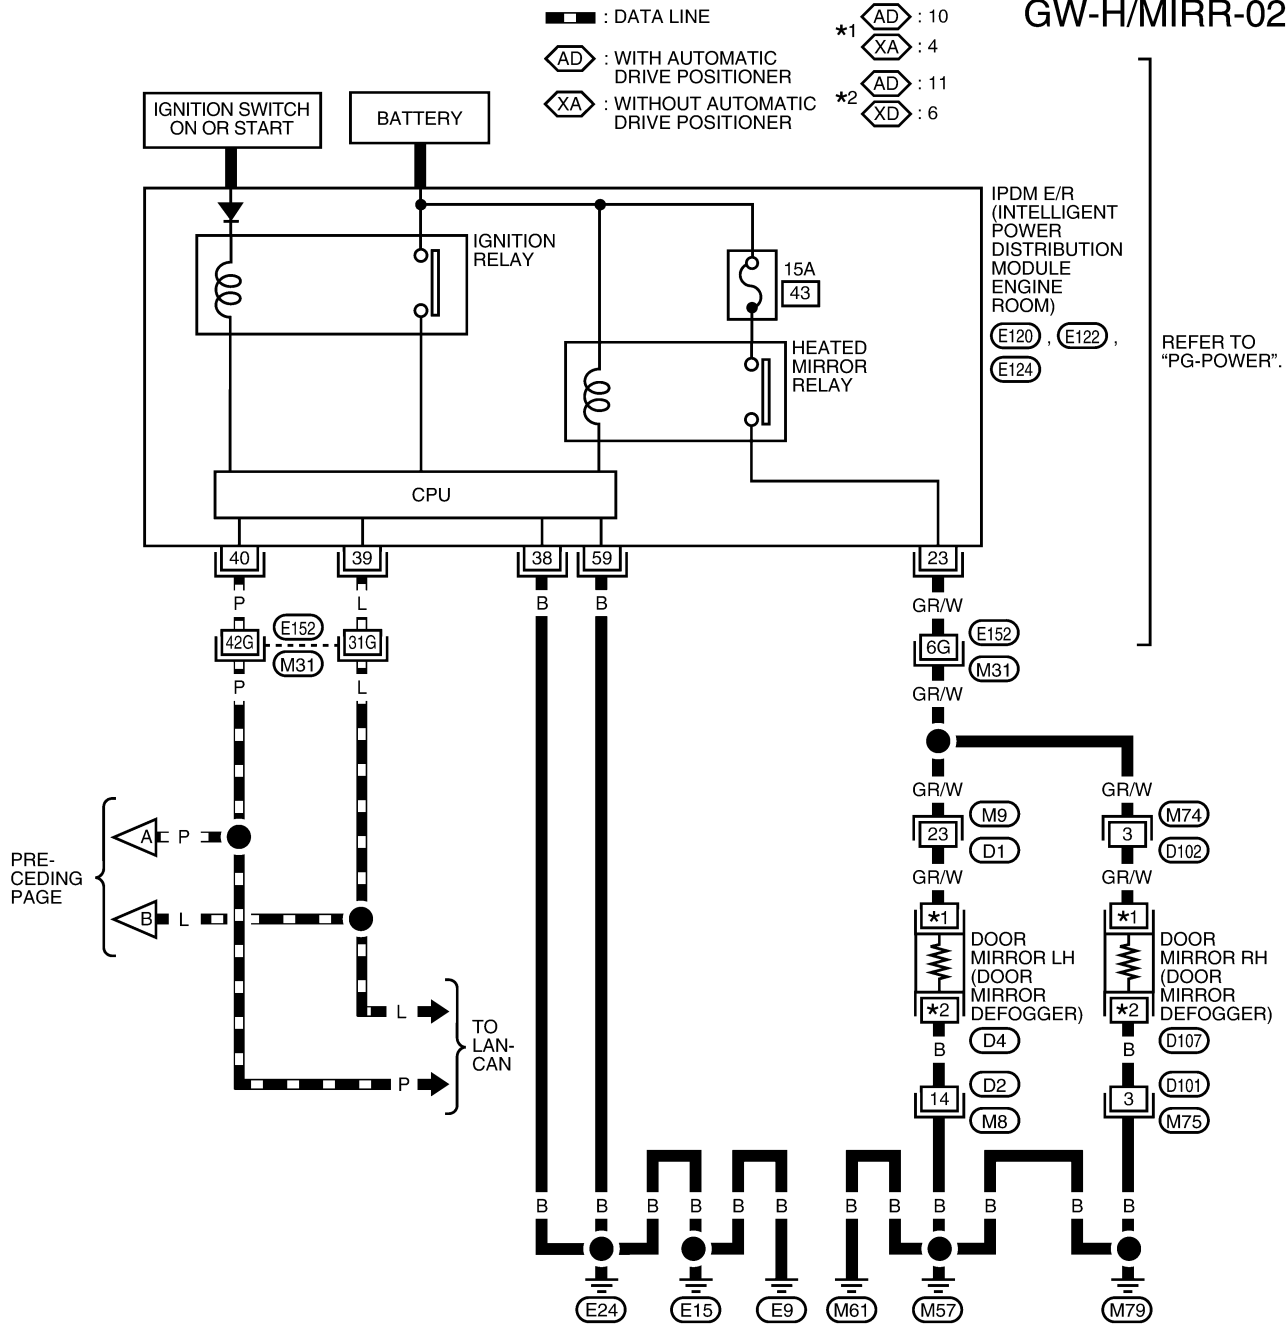 GW-H/MIRR-02
: DATA LINE
AD : WITH AUTOMATIC
DRIVE POSITIONER
XA : WITHOUT AUTOMATIC
DRIVE POSITIONER
*1
AD : 10
XA : 4
*2
AD : 11
XD : 6
IGNITION SWITCH
ON OR START
BATTERY
IGNITION
RELAY
15A
43
HEATED
MIRROR
RELAY
CPU
IPDM E/R
(INTELLIGENT
POWER
DISTRIBUTION
MODULE
ENGINE
ROOM)
E120 , E122 ,
E124
REFER TO
“PG-POWER”.
40 39 38 59 23
P L B B GR/W
42G E152 31G
M31
P L
6G E152
M31
GR/W
GR/W GR/W
23 M9
D1
3 M74
D102
GR/W GR/W
PRE-
CEDING
PAGE
A P
B L
*1 *1
DOOR
MIRROR LH
(DOOR
MIRROR
DEFOGGER)
DOOR
MIRROR RH
(DOOR
MIRROR
DEFOGGER)
*2 *2
D4 D107
L
P
TO
LAN-
CAN
B B
14 D2
M8
3 D101
M75
B B B B B B B B B B B B
E24 E15 E9 M61 M57 M79